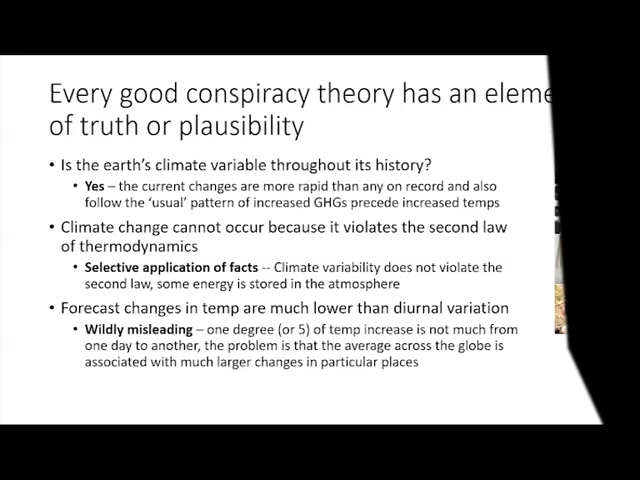 Every good conspiracy theory has an eleme
of truth or plausibility
• Is the earth's climate variable throughout its history?
• Yes – the current changes are more rapid than any on record and also
follow the 'usual' pattern of increased GHGs precede increased temps
• Climate change cannot occur because it violates the second law
of thermodynamics
• Selective application of facts -- Climate variability does not violate the
second law, some energy is stored in the atmosphere
• Forecast changes in temp are much lower than diurnal variation
• Wildly misleading – one degree (or 5) of temp increase is not much from
one day to another, the problem is that the average across the globe is
associated with much larger changes in particular places